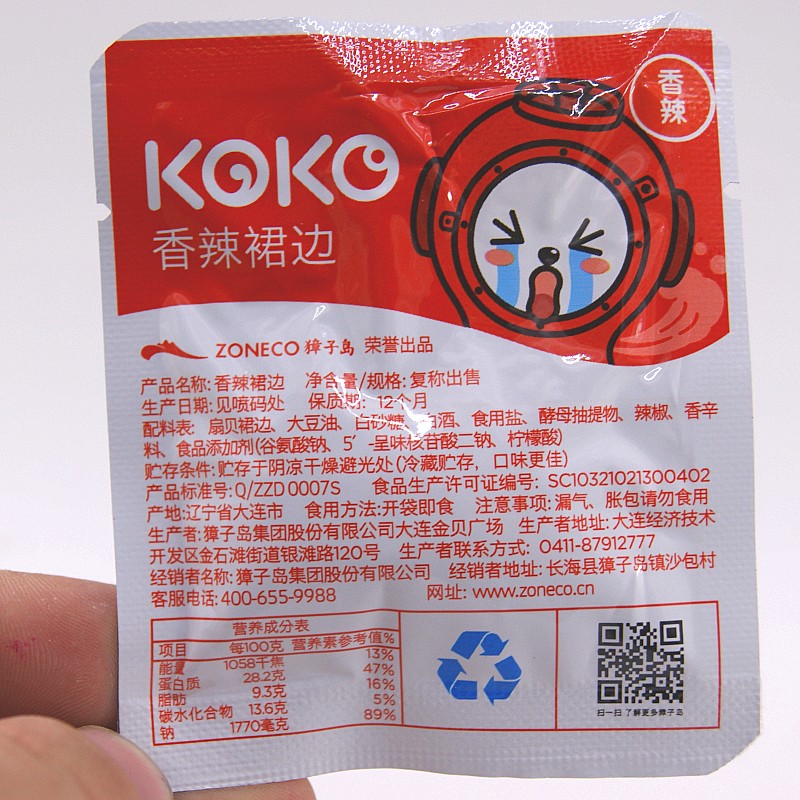 香辣
KOKO
香辣裙边
ZONECO 獐子岛 荣誉出品
产品名称: 香辣裙边 净含量/规格: 复称出售
生产日期: 见喷码处 保质期: 12个月
配料表: 扇贝裙边、大豆油、白砂糖、白酒、食用盐、酵母抽提物、辣椒、香辛
料、食品添加剂(谷氨酸钠、5′-呈味核苷酸二钠、柠檬酸)
贮存条件: 贮存于阴凉干燥避光处(冷藏贮存, 口味更佳)
产品标准号: Q/ZZD 0007S 食品生产许可证编号: SC10321021300402
产地: 辽宁省大连市 食用方法: 开袋即食 注意事项: 漏气、胀包请勿食用
生产者: 獐子岛集团股份有限公司大连金贝广场 生产者地址: 大连经济技术
开发区金石滩街道银滩路120号 生产者联系方式: 0411-87912777
经销者名称: 獐子岛集团股份有限公司 经销者地址: 长海县獐子岛镇沙包村
客服电话: 400-655-9988 网址: www.zoneco.cn
营养成分表
项目 每100克 营养素参考值%
能量 1058千焦 13%
蛋白质 28.2克 47%
脂肪 9.3克 16%
碳水化合物 13.6克 5%
钠 1770毫克 89%
扫一扫 了解更多獐子岛